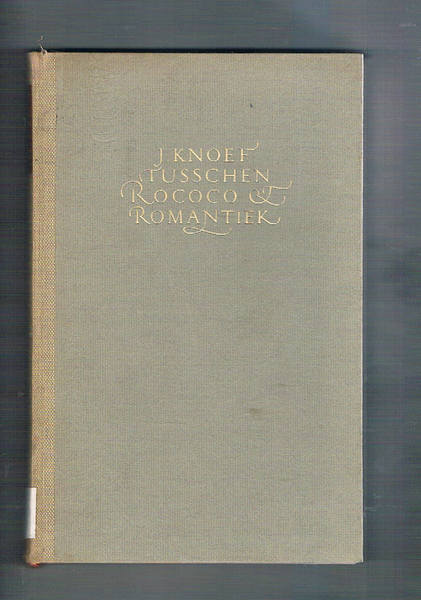 J. KNOEF
TUSSCHEN
ROCOCO &
ROMANTIEK